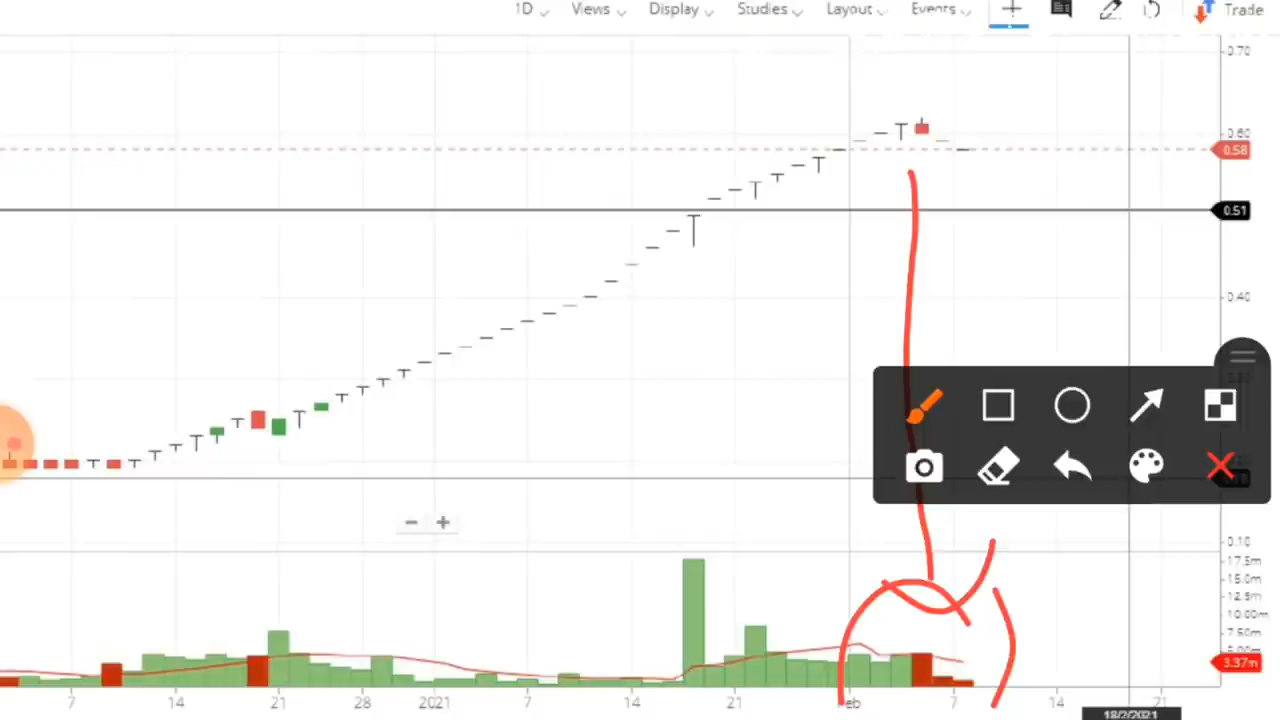 1D Views Display Studies Layout Events Trade
0.70
0.60
0.58
0.51
0.40
0.10
17.5m
15.0m
12.5m
10.00m
7.50m
3.37m
7 14 21 28 2021 7 14 21 Feb 7 14 21
18/2/2021